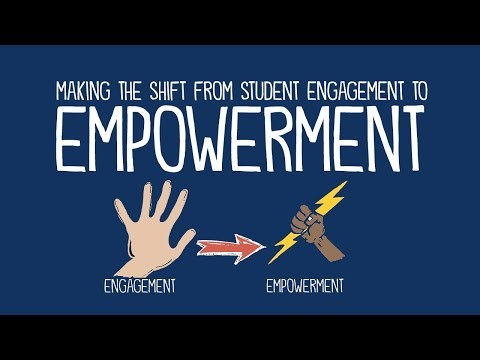 MAKING THE SHIFT FROM STUDENT ENGAGEMENT TO
EMPOWERMENT
ENGAGEMENT
EMPOWERMENT